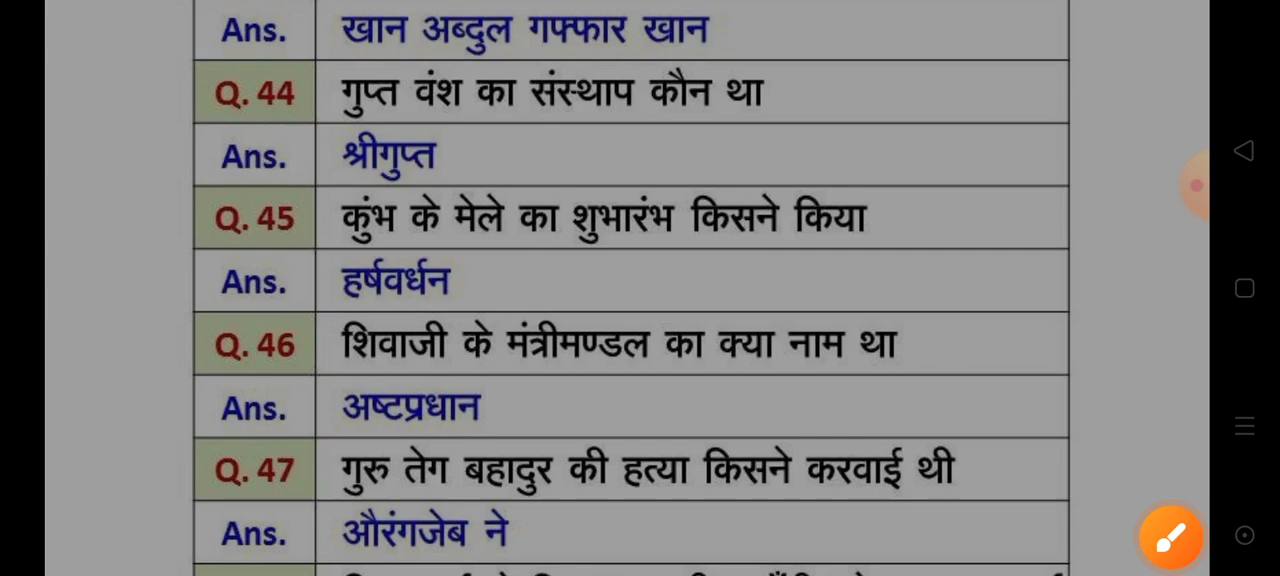 Ans. खान अब्दुल गफ्फार खान
Q. 44 गुप्त वंश का संस्थाप कौन था
Ans. श्रीगुप्त
Q. 45 कुंभ के मेले का शुभारंभ किसने किया
Ans. हर्षवर्धन
Q. 46 शिवाजी के मंत्रीमण्डल का क्या नाम था
Ans. अष्टप्रधान
Q. 47 गुरु तेग बहादुर की हत्या किसने करवाई थी
Ans. औरंगजेब ने